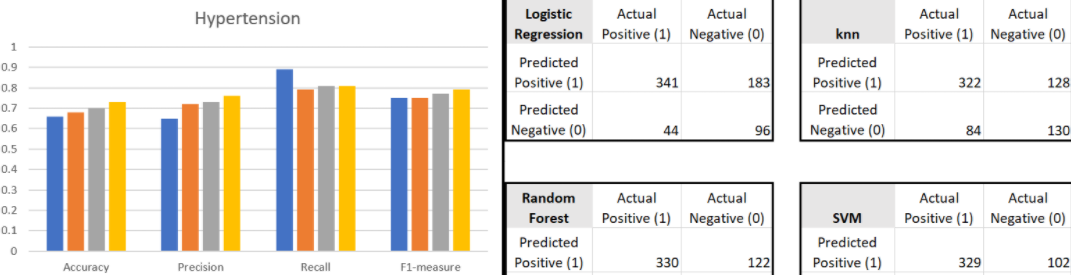 Hypertension
1
0.9
0.8
0.7
0.6
0.5
0.4
0.3
0.2
0.1
0
Accuracy Precision Recall F1-measure
Logistic Regression Actual Positive (1) Actual Negative (0)
Predicted Positive (1) 341 183
Predicted Negative (0) 44 96
knn Actual Positive (1) Actual Negative (0)
Predicted Positive (1) 322 128
Predicted Negative (0) 84 130
Random Forest Actual Positive (1) Actual Negative (0)
Predicted Positive (1) 330 122
SVM Actual Positive (1) Actual Negative (0)
Predicted Positive (1) 329 102